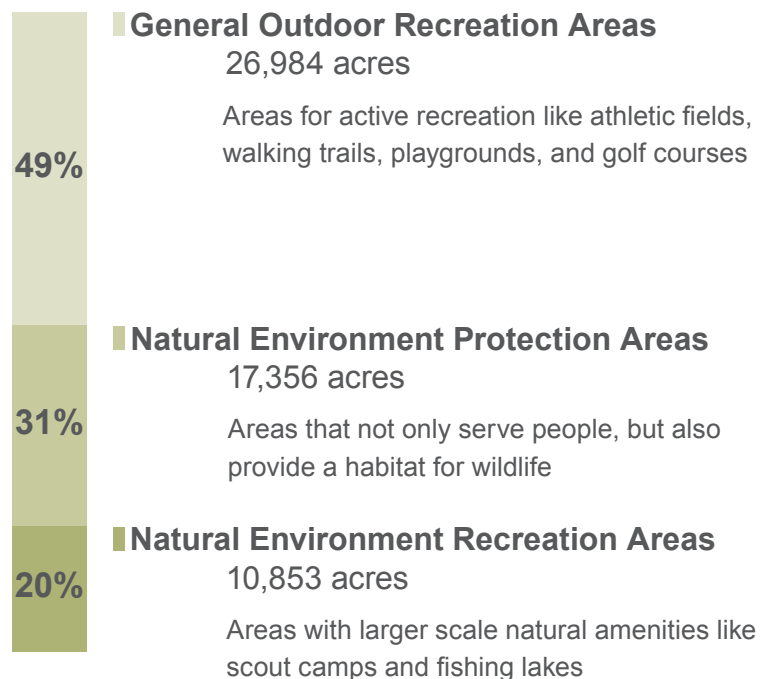 General Outdoor Recreation Areas
26,984 acres
Areas for active recreation like athletic fields,
walking trails, playgrounds, and golf courses
49%
Natural Environment Protection Areas
17,356 acres
31%
Areas that not only serve people, but also
provide a habitat for wildlife
Natural Environment Recreation Areas
10,853 acres
20%
Areas with larger scale natural amenities like
scout camps and fishing lakes